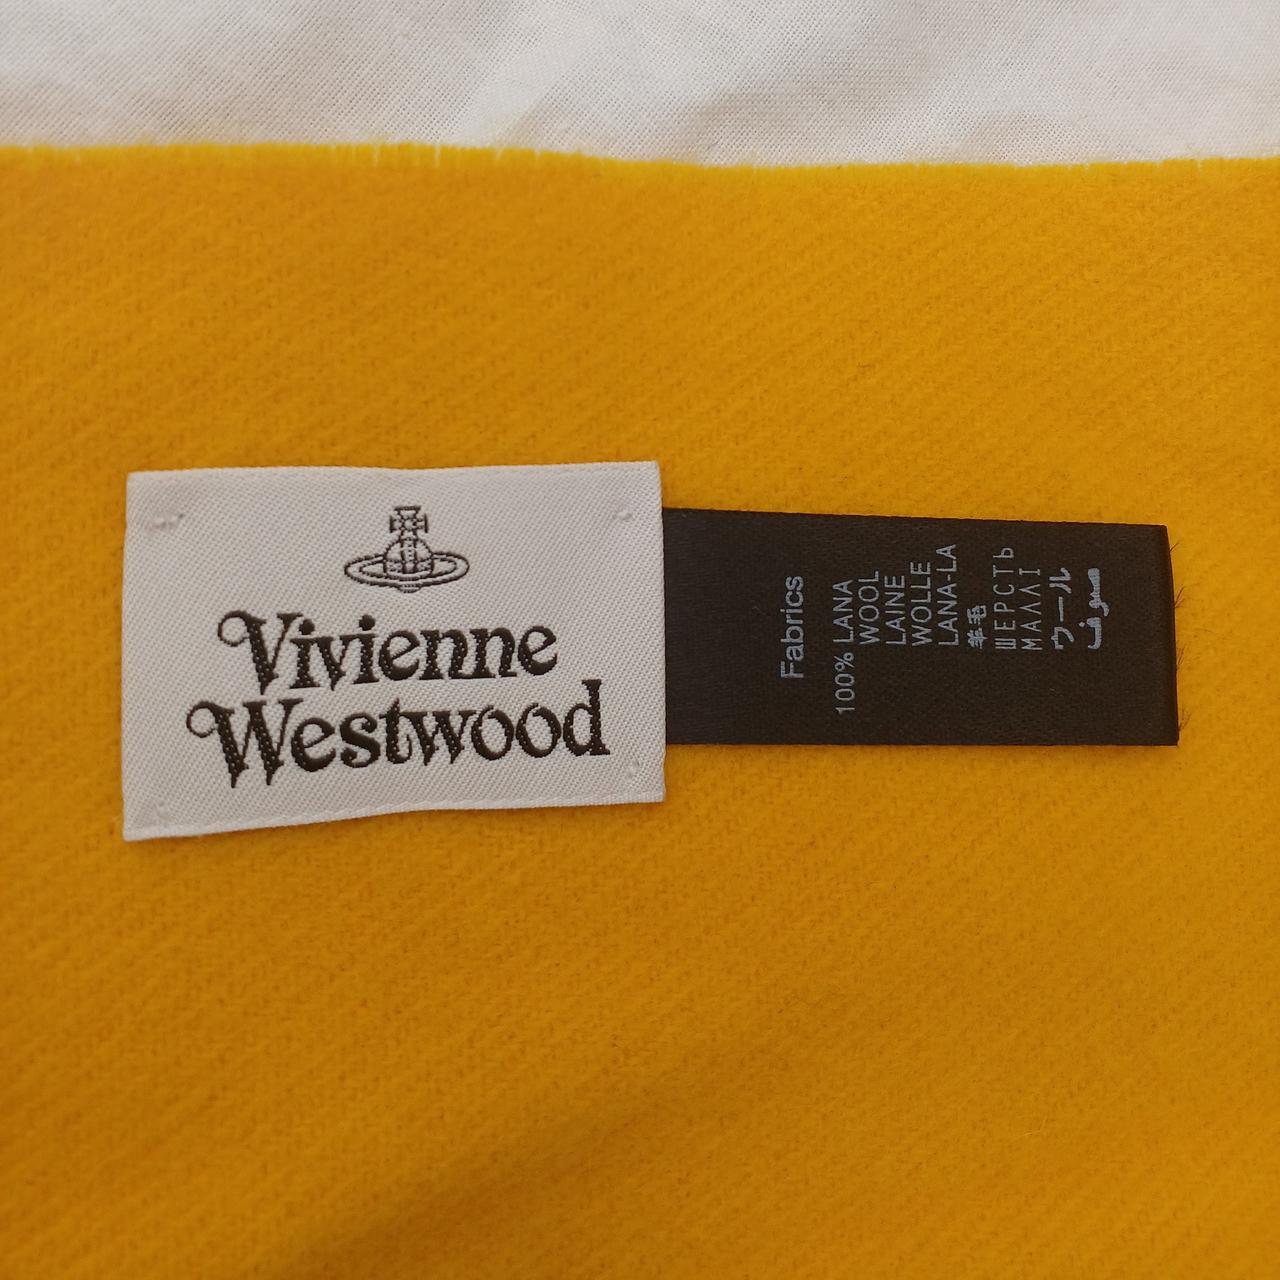 Vivienne
Westwood
Fabrics
100% LANA
WOOL
LAINE
WOLLE
LANA-LA
羊毛
ШЕРСТЬ
ΜΑΛΛΙ
ウール
صوف